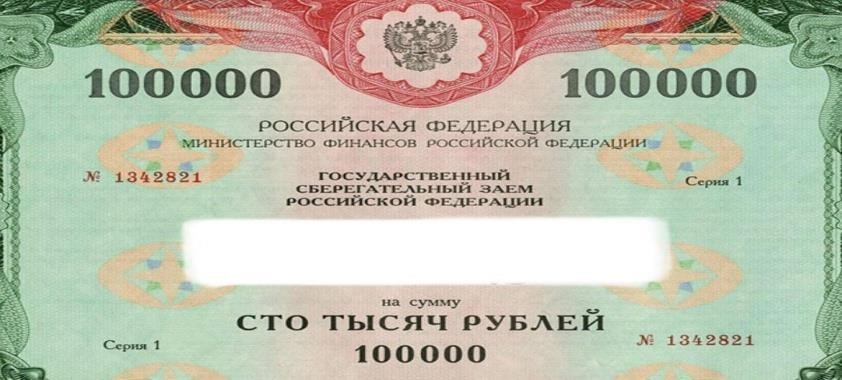 100000 100000
РОССИЙСКАЯ ФЕДЕРАЦИЯ
МИНИСТЕРСТВО ФИНАНСОВ РОССИЙСКОЙ ФЕДЕРАЦИИ
№ 1342821
ГОСУДАРСТВЕННЫЙ
СБЕРЕГАТЕЛЬНЫЙ ЗАЕМ
РОССИЙСКОЙ ФЕДЕРАЦИИ
Серия 1
на сумму
СТО ТЫСЯЧ РУБЛЕЙ
Серия 1
100000
№ 1342821